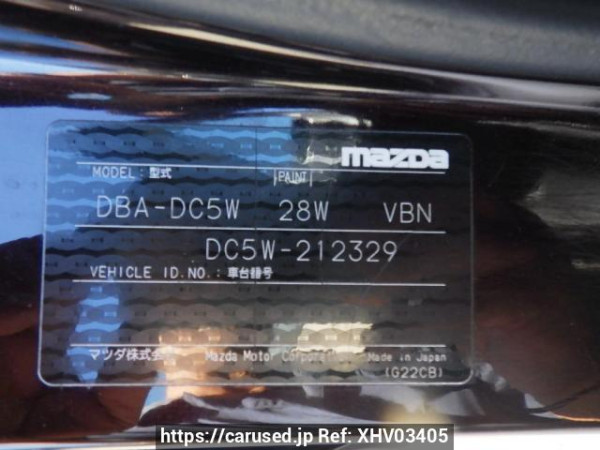 mazda
MODEL : 型式 PAINT
DBA-DC5W 28W VBN
DC5W-212329
VEHICLE ID.NO. : 車台番号
マツダ株式会社 Mazda Motor Corporation Made in Japan
(G22CB)
https://carused.jp Ref: XHV03405